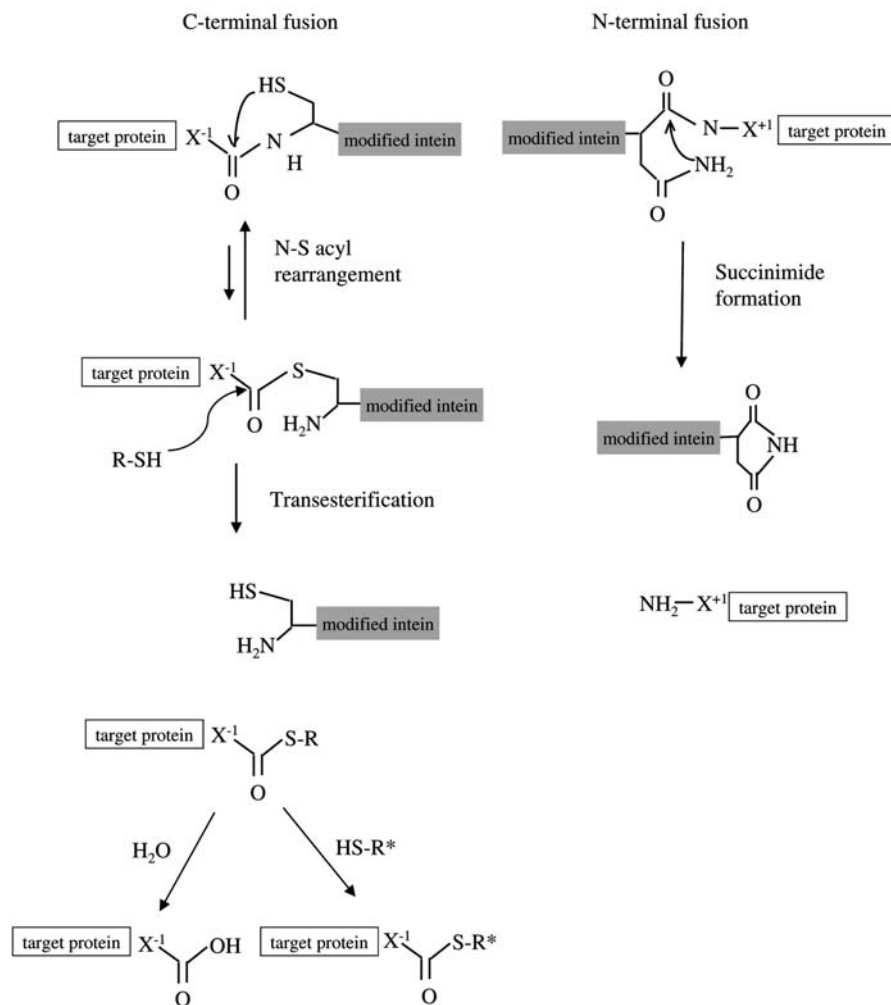 C-terminal fusion
N-terminal fusion
HS
target protein X⁻¹ N H O modified intein
O
modified intein N X⁺¹ target protein
NH₂
O
N-S acyl
rearrangement
Succinimide
formation
target protein X⁻¹ S
O H₂N modified intein
R-SH
O
modified intein NH
O
Transesterification
HS
H₂N modified intein
NH₂ X⁺¹ target protein
target protein X⁻¹ S-R
O
H₂O
HS-R*
target protein X⁻¹ OH
O
target protein X⁻¹ S-R*
O